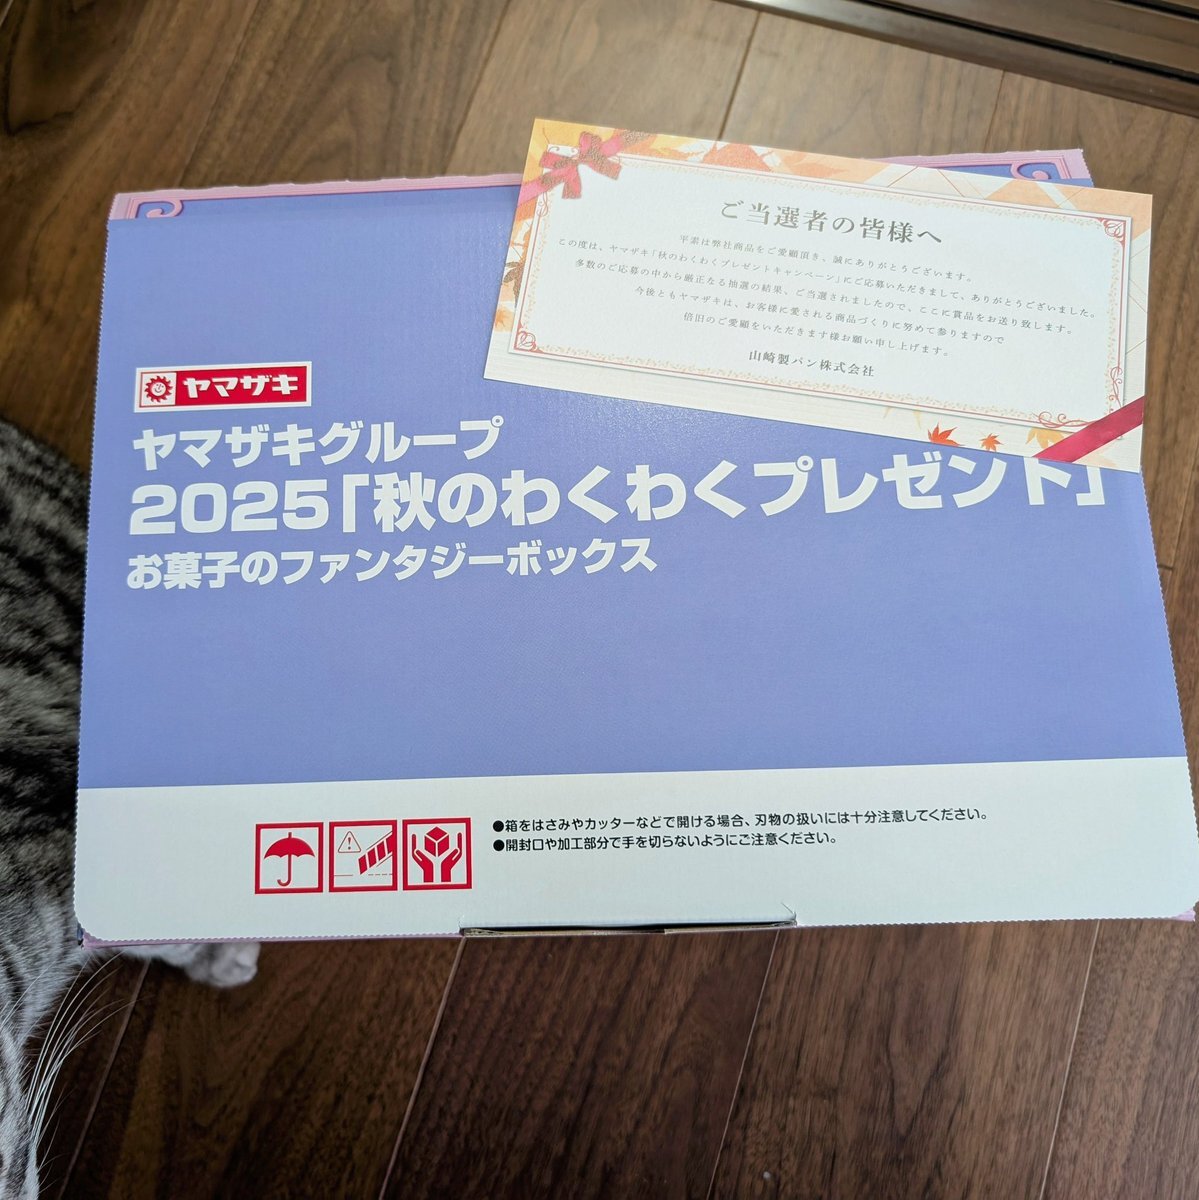 ご当選者の皆様へ
平素は弊社商品をご愛顧頂き、誠にありがとうございます。
この度は、ヤマザキ「秋のわくわくプレゼントキャンペーン」にご応募いただきまして、ありがとうございました。
多数のご応募の中から厳正なる抽選の結果、ご当選されましたので、ここに賞品をお送り致します。
今後ともヤマザキは、お客様に愛される商品づくりに努めて参りますので
倍旧のご愛顧をいただきます様お願い申し上げます。
山崎製パン株式会社
ヤマザキ
ヤマザキグループ
2025「秋のわくわくプレゼント」
お菓子のファンタジーボックス
●箱をはさみやカッターなどで開ける場合、刃物の扱いには十分注意してください。
●開封口や加工部分で手を切らないようにご注意ください。